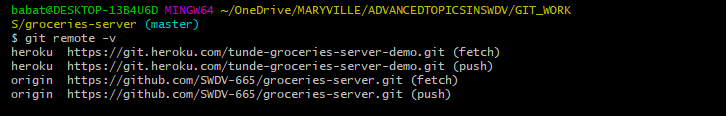 babat@DESKTOP-13B4U6D MINGW64 ~/OneDrive/MARYVILLE/ADVANCEDTOPICSINSWDV/GIT_WORK
S/groceries-server (master)
$ git remote -v
heroku  https://git.heroku.com/tunde-groceries-server-demo.git (fetch)
heroku  https://git.heroku.com/tunde-groceries-server-demo.git (push)
origin  https://github.com/SWDV-665/groceries-server.git (fetch)
origin  https://github.com/SWDV-665/groceries-server.git (push)